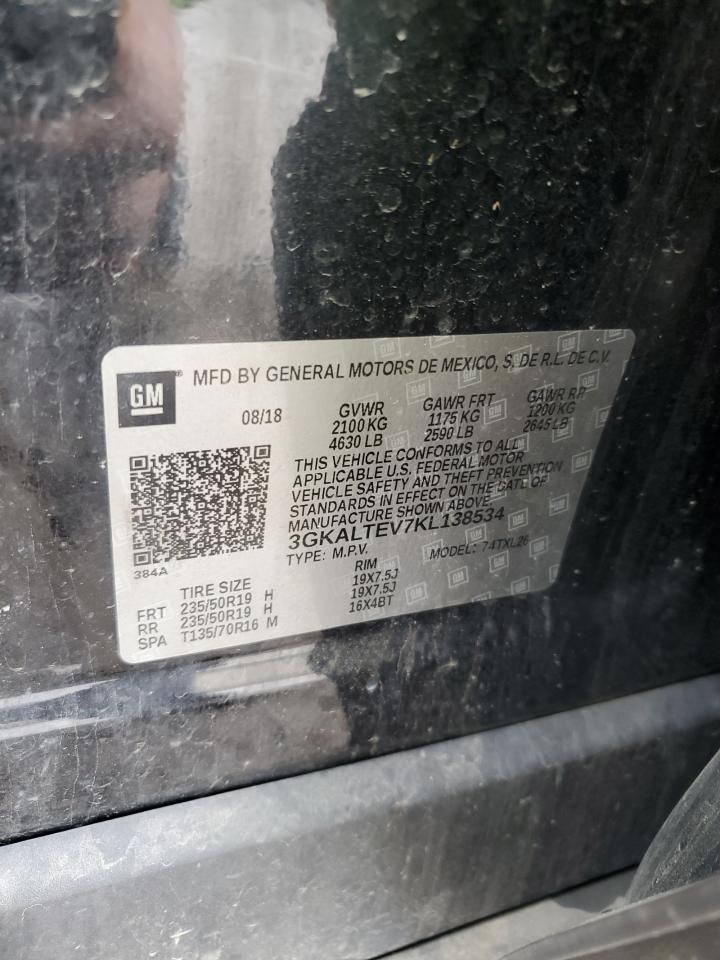 GM ® MFD BY GENERAL MOTORS DE MEXICO, S. DE R.L. DE C.V.
08/18 GVWR GAWR FRT GAWR RR
2100 KG 1175 KG 1200 KG
4630 LB 2590 LB 2645 LB
THIS VEHICLE CONFORMS TO ALL
APPLICABLE U.S. FEDERAL MOTOR
VEHICLE SAFETY AND THEFT PREVENTION
STANDARDS IN EFFECT ON THE DATE OF
MANUFACTURE SHOWN ABOVE.
3GKALTEV7KL138534
TYPE: M.P.V. MODEL: 74TXL26
384A
TIRE SIZE RIM
FRT 235/50R19 H 19X7.5J
RR 235/50R19 H 19X7.5J
SPA T135/70R16 M 16X4BT